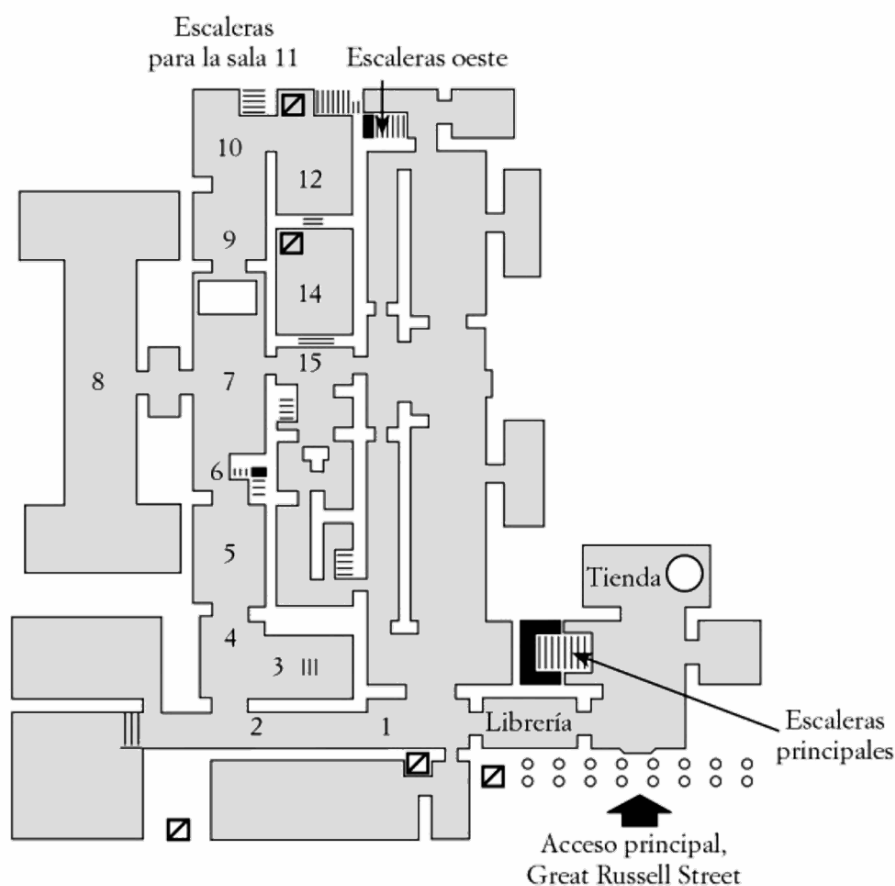 Escaleras
para la sala 11
Escaleras oeste
10
12
9
14
15
8
7
6
5
Tienda
4
3
2
1
Librería
Escaleras
principales
Acceso principal,
Great Russell Street